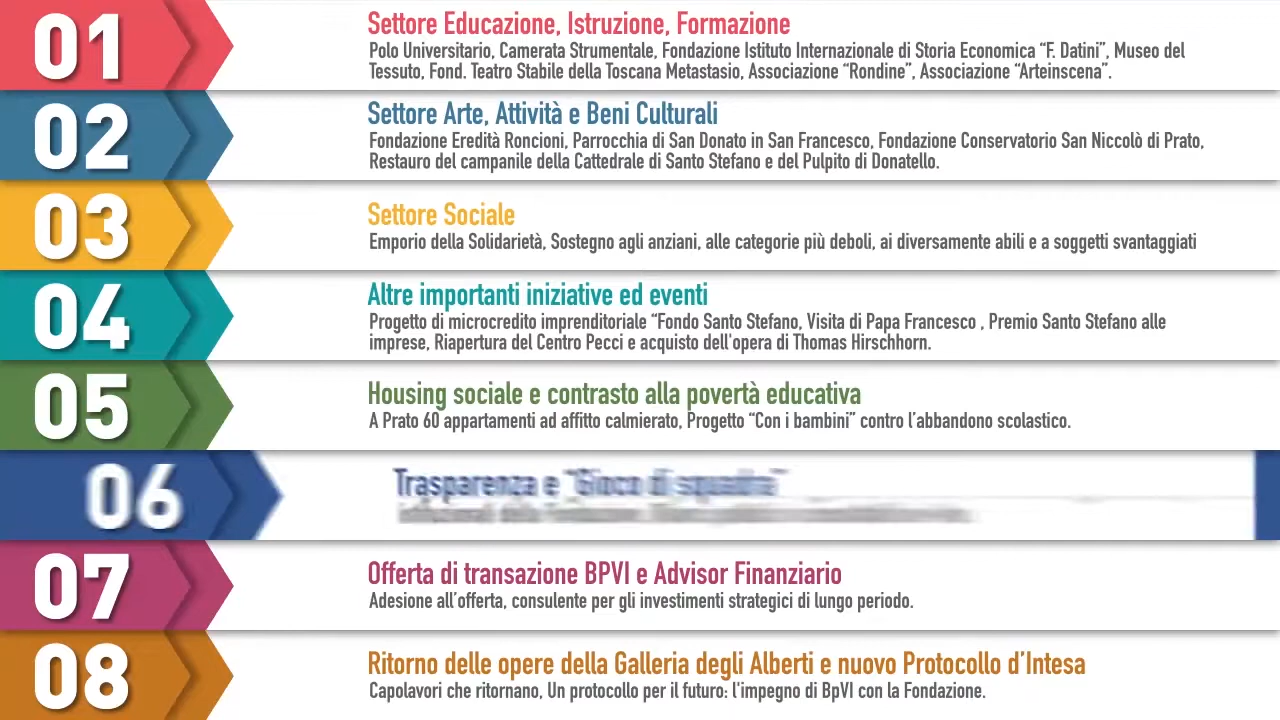 01
Settore Educazione, Istruzione, Formazione
Polo Universitario, Camerata Strumentale, Fondazione Istituto Internazionale di Storia Economica “F. Datini”, Museo del
Tessuto, Fond. Teatro Stabile della Toscana Metastasio, Associazione “Rondine”, Associazione “Arteinscena”.
02
Settore Arte, Attività e Beni Culturali
Fondazione Eredità Roncioni, Parrocchia di San Donato in San Francesco, Fondazione Conservatorio San Niccolò di Prato,
Restauro del campanile della Cattedrale di Santo Stefano e del Pulpito di Donatello.
03
Settore Sociale
Emporio della Solidarietà, Sostegno agli anziani, alle categorie più deboli, ai diversamente abili e a soggetti svantaggiati
04
Altre importanti iniziative ed eventi
Progetto di microcredito imprenditoriale “Fondo Santo Stefano, Visita di Papa Francesco , Premio Santo Stefano alle
imprese, Riapertura del Centro Pecci e acquisto dell'opera di Thomas Hirschhorn.
05
Housing sociale e contrasto alla povertà educativa
A Prato 60 appartamenti ad affitto calmierato, Progetto “Con i bambini” contro l’abbandono scolastico.
06
Trasparenza e “Gioco di squadra”
07
Offerta di transazione BPVI e Advisor Finanziario
Adesione all’offerta, consulente per gli investimenti strategici di lungo periodo.
08
Ritorno delle opere della Galleria degli Alberti e nuovo Protocollo d’Intesa
Capolavori che ritornano, Un protocollo per il futuro: l'impegno di BpVI con la Fondazione.